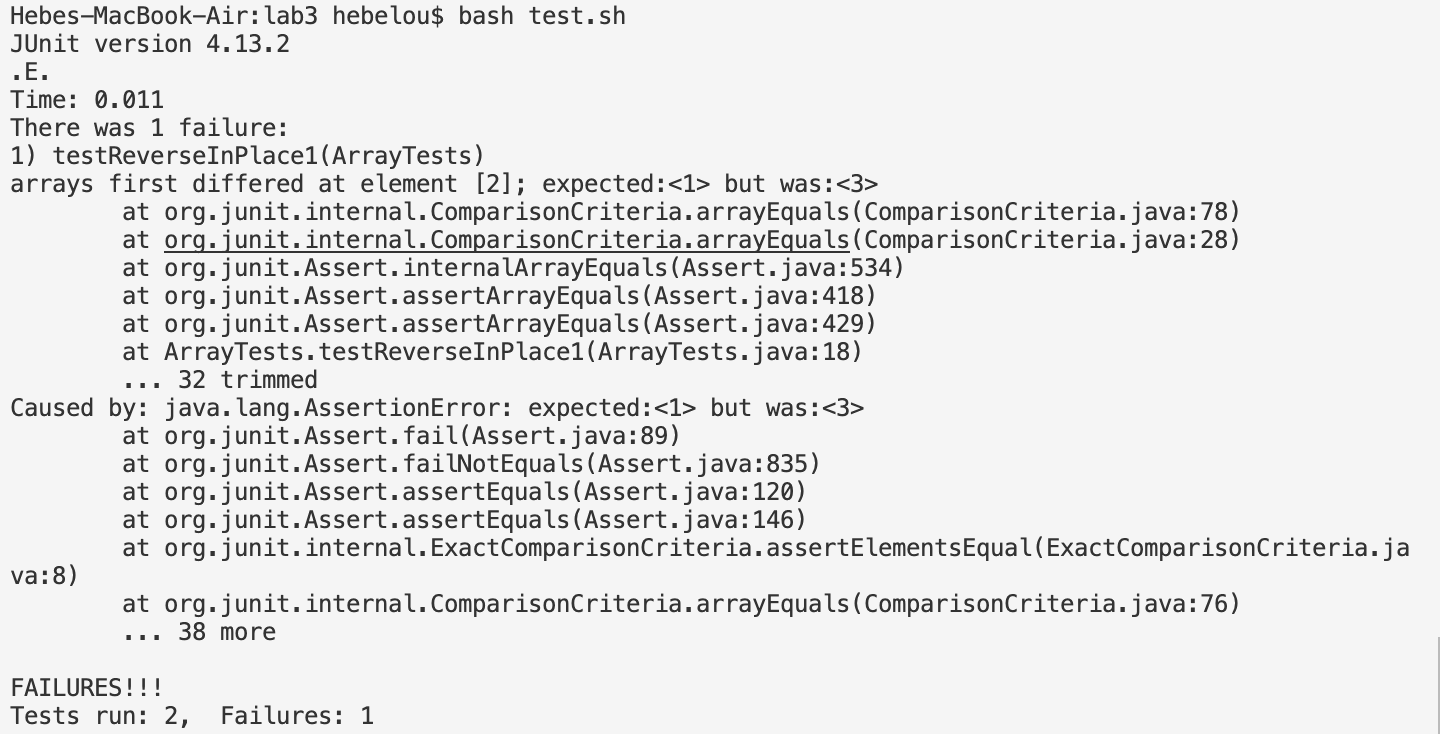 Hebes-MacBook-Air:lab3 hebelou$ bash test.sh
JUnit version 4.13.2
.E.
Time: 0.011
There was 1 failure:
1) testReverseInPlace1(ArrayTests)
arrays first differed at element [2]; expected:<1> but was:<3>
        at org.junit.internal.ComparisonCriteria.arrayEquals(ComparisonCriteria.java:78)
        at org.junit.internal.ComparisonCriteria.arrayEquals(ComparisonCriteria.java:28)
        at org.junit.Assert.internalArrayEquals(Assert.java:534)
        at org.junit.Assert.assertArrayEquals(Assert.java:418)
        at org.junit.Assert.assertArrayEquals(Assert.java:429)
        at ArrayTests.testReverseInPlace1(ArrayTests.java:18)
        ... 32 trimmed
Caused by: java.lang.AssertionError: expected:<1> but was:<3>
        at org.junit.Assert.fail(Assert.java:89)
        at org.junit.Assert.failNotEquals(Assert.java:835)
        at org.junit.Assert.assertEquals(Assert.java:120)
        at org.junit.Assert.assertEquals(Assert.java:146)
        at org.junit.internal.ExactComparisonCriteria.assertElementsEqual(ExactComparisonCriteria.ja
va:8)
        at org.junit.internal.ComparisonCriteria.arrayEquals(ComparisonCriteria.java:76)
        ... 38 more
FAILURES!!!
Tests run: 2,  Failures: 1